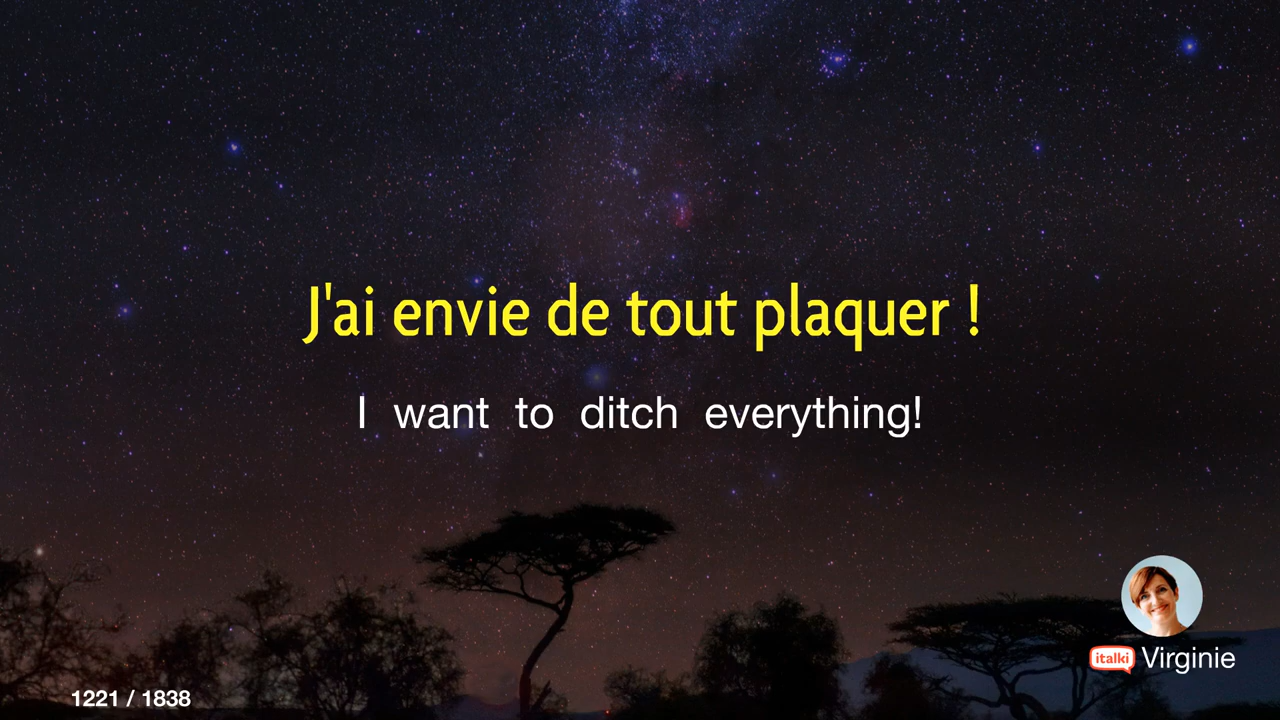 J'ai envie de tout plaquer !
I want to ditch everything!
italki Virginie
1221 / 1838